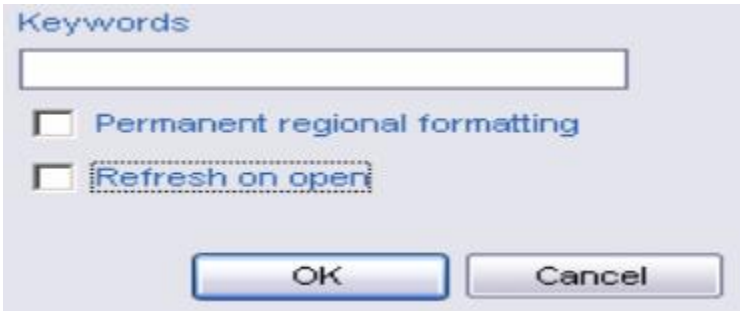 Keywords
Permanent regional formatting
Refresh on open
OK Cancel